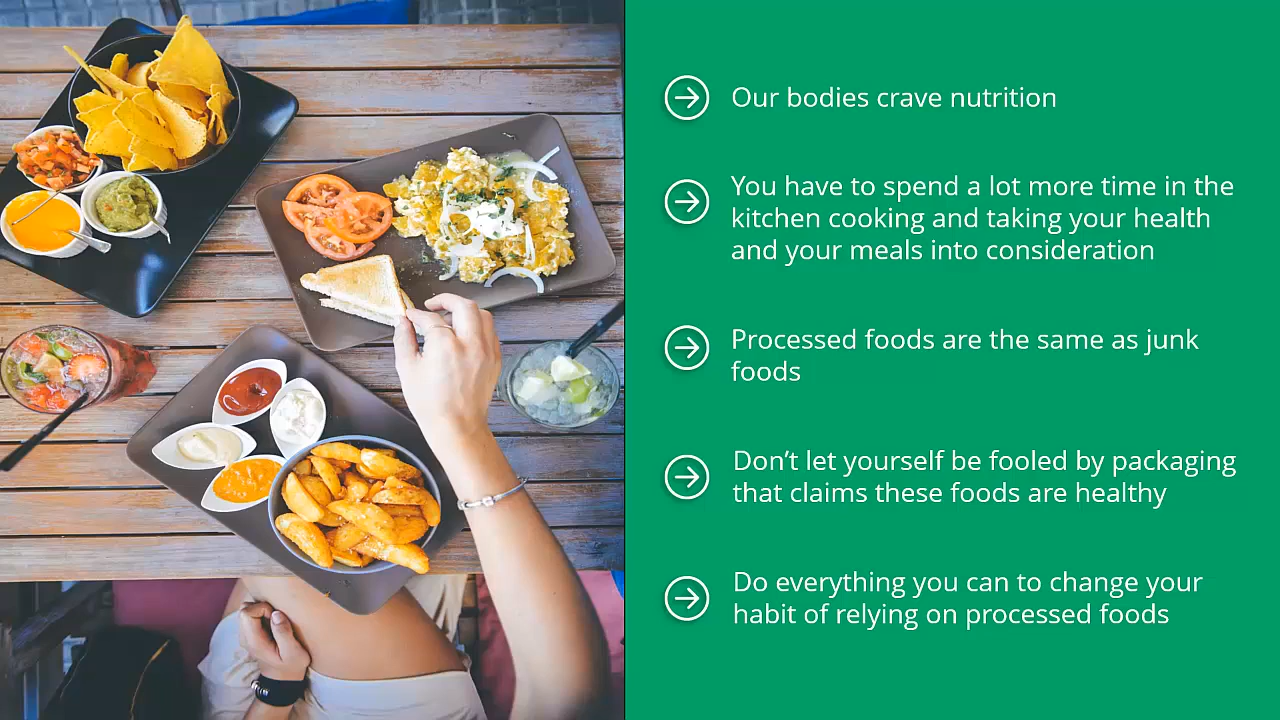 Our bodies crave nutrition
You have to spend a lot more time in the
kitchen cooking and taking your health
and your meals into consideration
Processed foods are the same as junk
foods
Don’t let yourself be fooled by packaging
that claims these foods are healthy
Do everything you can to change your
habit of relying on processed foods